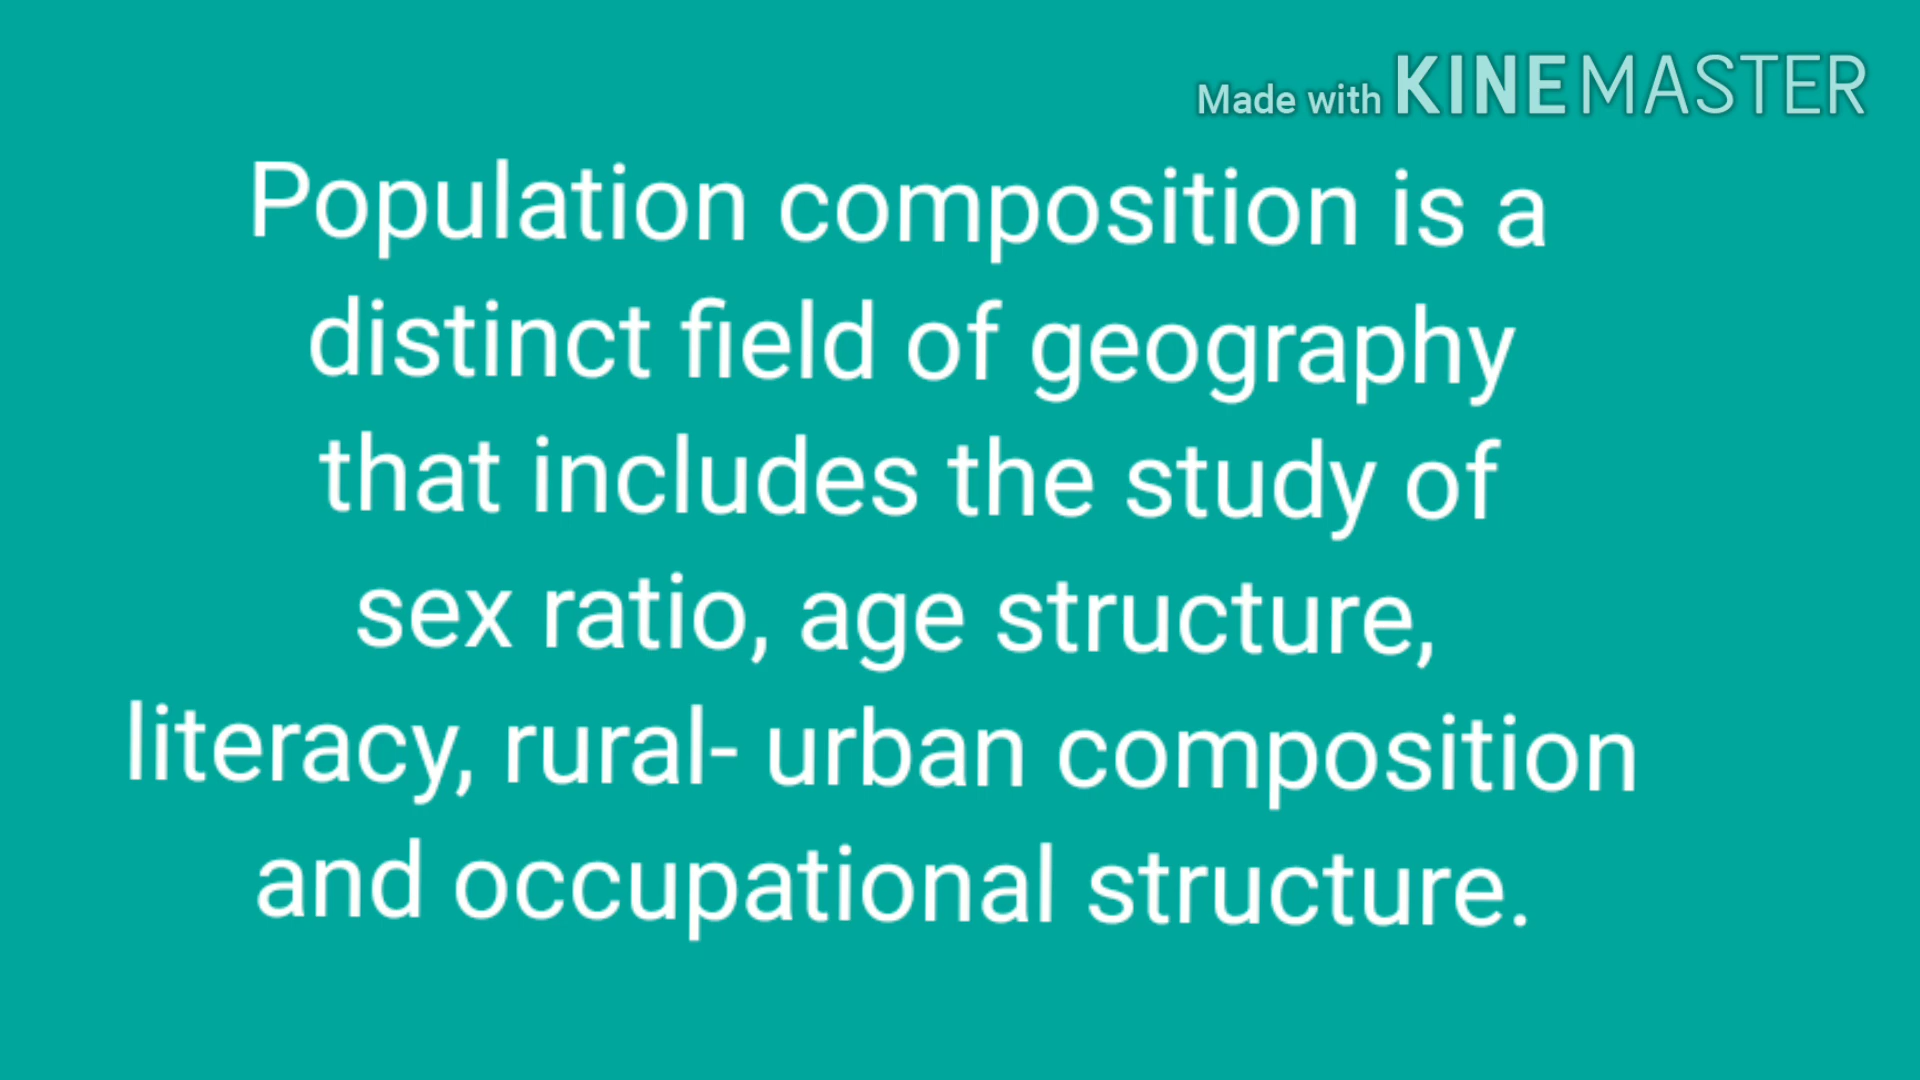 Made with KINEMASTER
Population composition is a
distinct field of geography
that includes the study of
sex ratio, age structure,
literacy, rural- urban composition
and occupational structure.